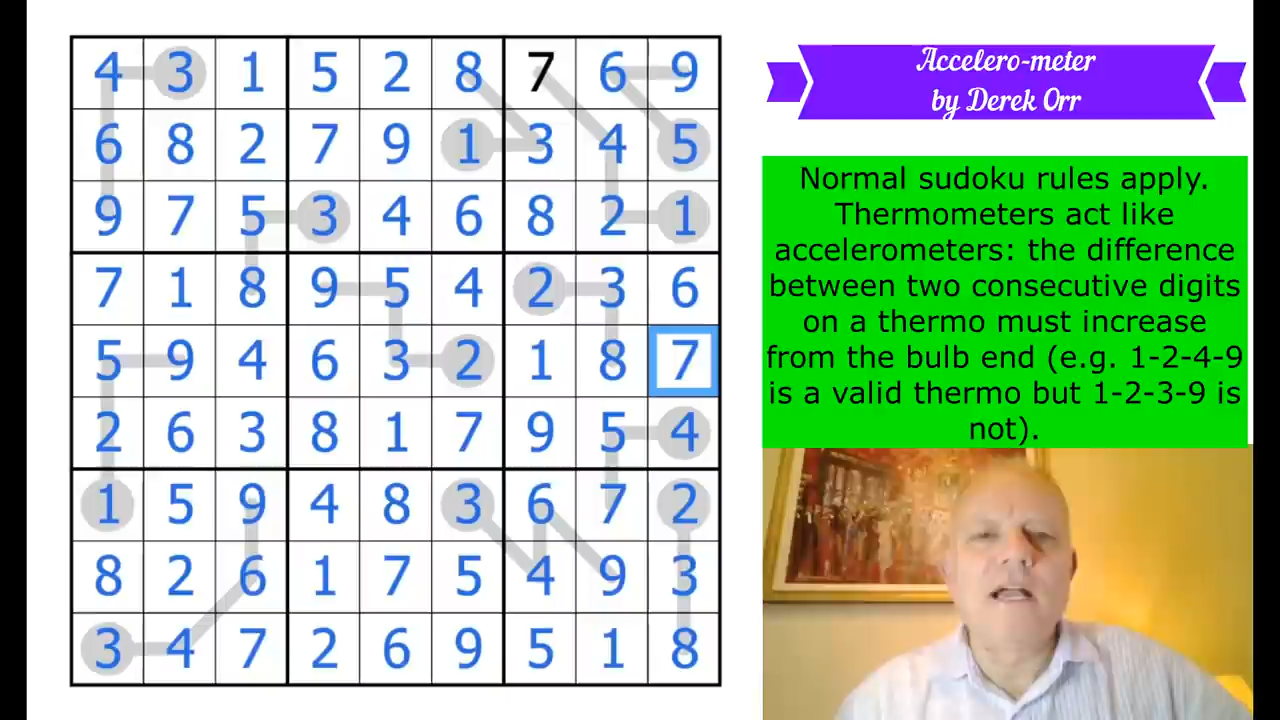 Accelero-meter
by Derek Orr
Normal sudoku rules apply.
Thermometers act like
accelerometers: the difference
between two consecutive digits
on a thermo must increase
from the bulb end (e.g. 1-2-4-9
is a valid thermo but 1-2-3-9 is
not).
4 3 1 5 2 8 7 6 9
6 8 2 7 9 1 3 4 5
9 7 5 3 4 6 8 2 1
7 1 8 9 5 4 2 3 6
5 9 4 6 3 2 1 8 7
2 6 3 8 1 7 9 5 4
1 5 9 4 8 3 6 7 2
8 2 6 1 7 5 4 9 3
3 4 7 2 6 9 5 1 8